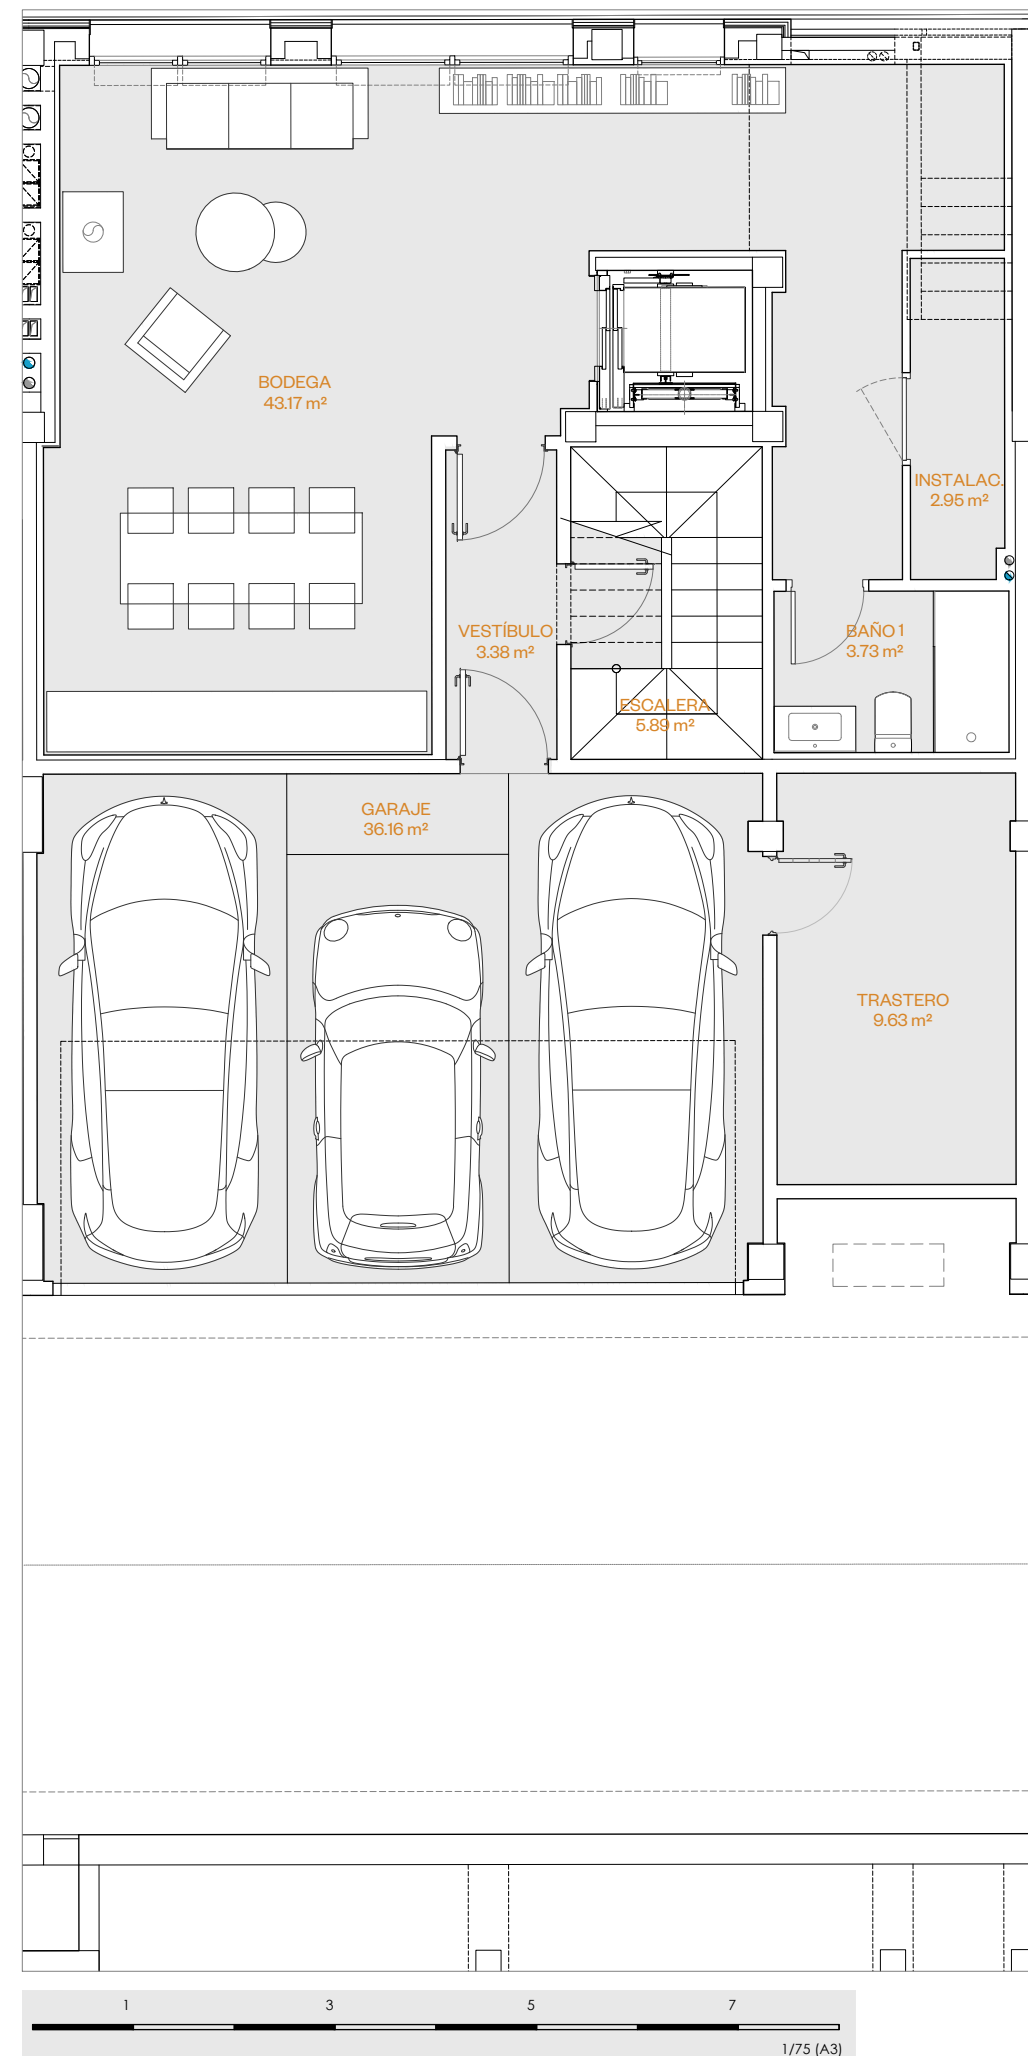 BODEGA
43.17 m²
INSTALAC.
2.95 m²
VESTÍBULO
3.38 m²
BAÑO 1
3.73 m²
ESCALERA
5.89 m²
GARAJE
36.16 m²
TRASTERO
9.63 m²
1 3 5 7
1/75 (A3)